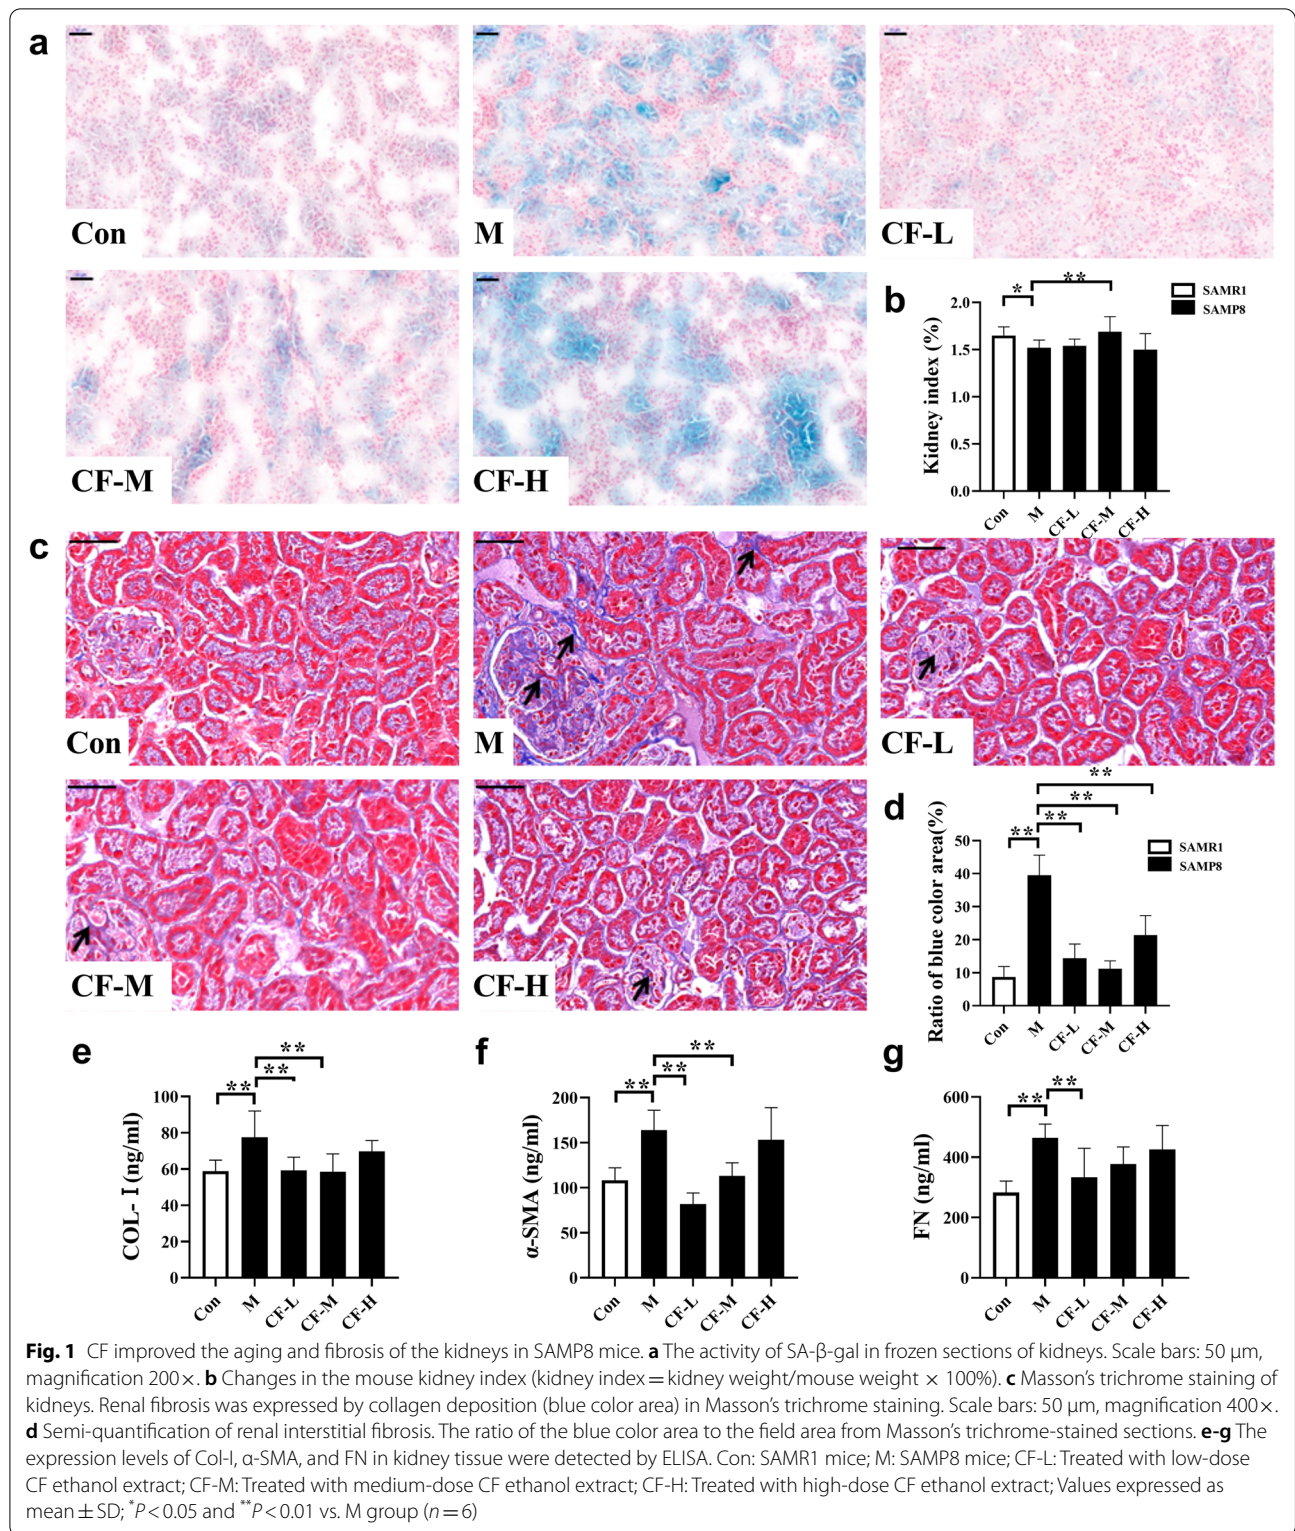 a
Con
M
CF-L
CF-M
CF-H
b
* **
SAMR1
SAMP8
Kidney index (%)
2.0
1.5
1.0
0.5
0.0
Con
M
CF-L
CF-M
CF-H
c
Con
M
CF-L
CF-M
CF-H
d
**
**
** **
SAMR1
SAMP8
Ratio of blue color area(%)
50
40
30
20
10
0
Con
M
CF-L
CF-M
CF-H
e
**
** **
COL- I (ng/ml)
100
80
60
40
20
0
Con
M
CF-L
CF-M
CF-H
f
**
** **
α-SMA (ng/ml)
200
150
100
50
0
Con
M
CF-L
CF-M
CF-H
g
** **
FN (ng/ml)
600
400
200
0
Con
M
CF-L
CF-M
CF-H
Fig. 1 CF improved the aging and fibrosis of the kidneys in SAMP8 mice. a The activity of SA-β-gal in frozen sections of kidneys. Scale bars: 50 μm,
magnification 200×. b Changes in the mouse kidney index (kidney index = kidney weight/mouse weight × 100%). c Masson's trichrome staining of
kidneys. Renal fibrosis was expressed by collagen deposition (blue color area) in Masson's trichrome staining. Scale bars: 50 μm, magnification 400×.
d Semi-quantification of renal interstitial fibrosis. The ratio of the blue color area to the field area from Masson's trichrome-stained sections. e-g The
expression levels of Col-I, α-SMA, and FN in kidney tissue were detected by ELISA. Con: SAMR1 mice; M: SAMP8 mice; CF-L: Treated with low-dose
CF ethanol extract; CF-M: Treated with medium-dose CF ethanol extract; CF-H: Treated with high-dose CF ethanol extract; Values expressed as
mean ± SD; *P < 0.05 and **P < 0.01 vs. M group (n = 6)